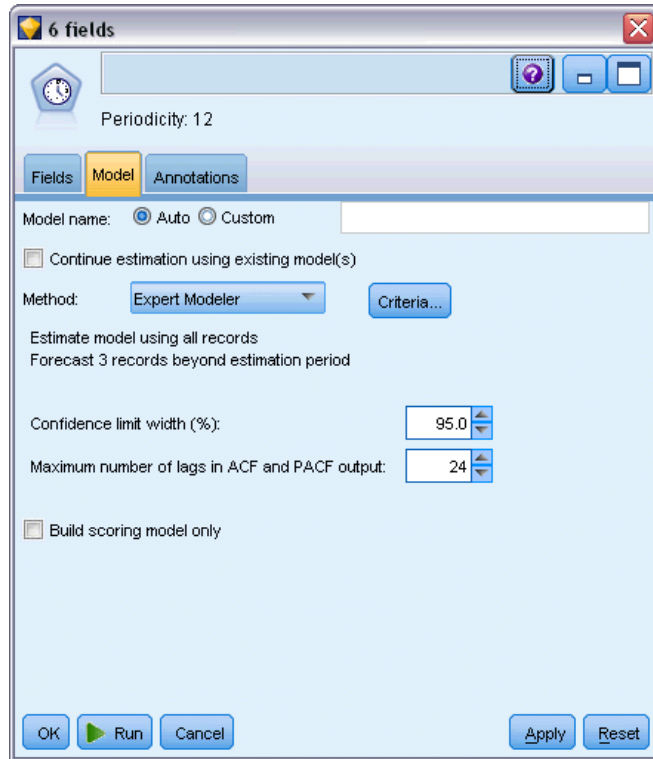 6 fields
?
Periodicity: 12
Fields Model Annotations
Model name: Auto Custom
Continue estimation using existing model(s)
Method: Expert Modeler Criteria...
Estimate model using all records
Forecast 3 records beyond estimation period
Confidence limit width (%): 95.0
Maximum number of lags in ACF and PACF output: 24
Build scoring model only
OK Run Cancel Apply Reset